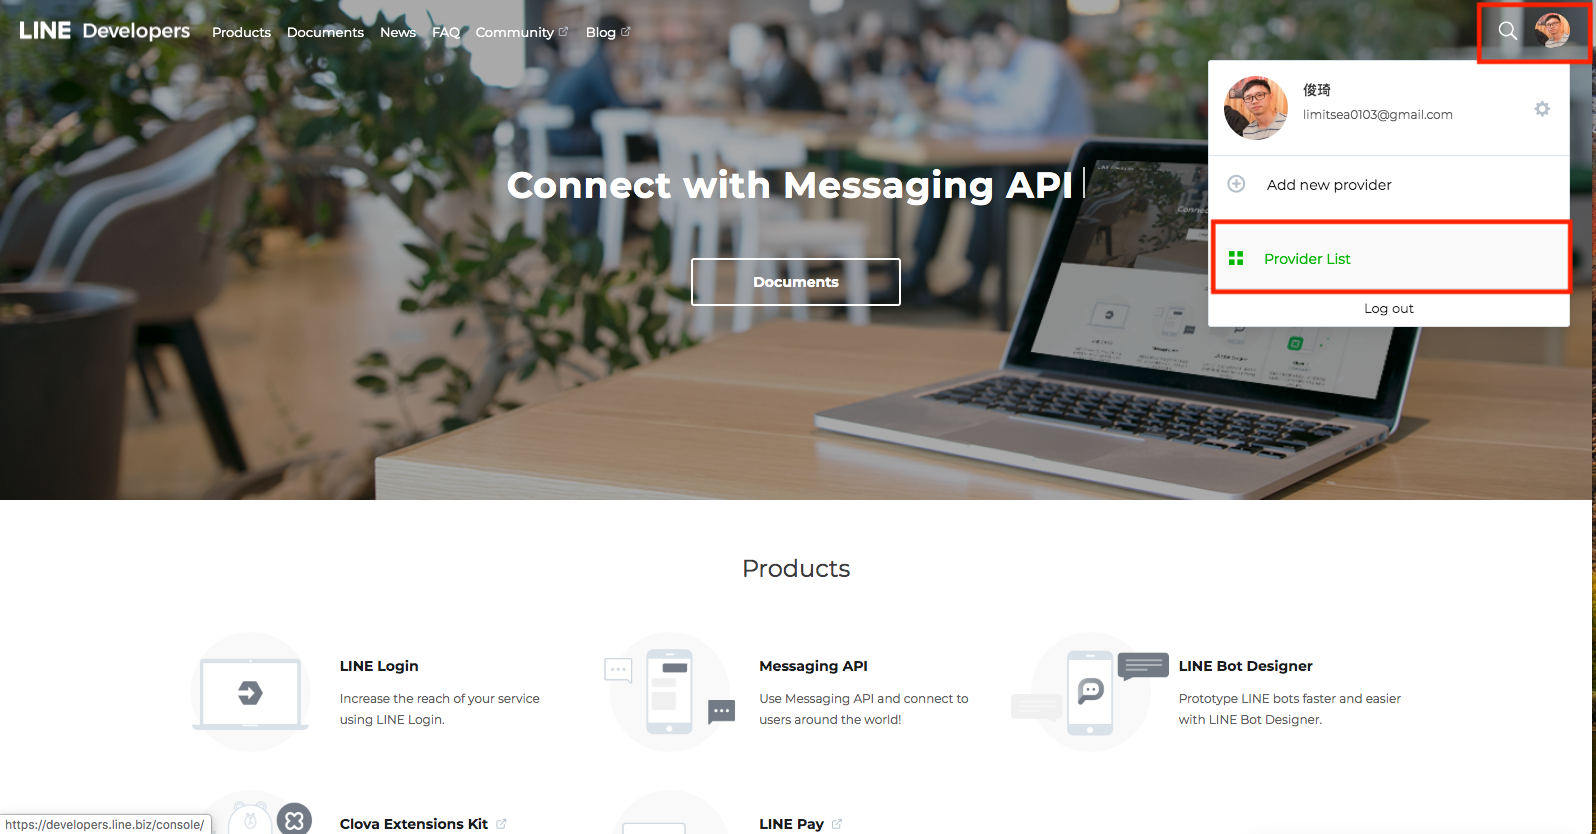 LINE Developers Products Documents News FAQ Community Blog
俊琦
limitsea0103@gmail.com
Add new provider
Provider List
Log out
Connect with Messaging API
Documents
Products
LINE Login
Increase the reach of your service
using LINE Login.
Messaging API
Use Messaging API and connect to
users around the world!
LINE Bot Designer
Prototype LINE bots faster and easier
with LINE Bot Designer.
Clova Extensions Kit
LINE Pay
https://developers.line.biz/console/